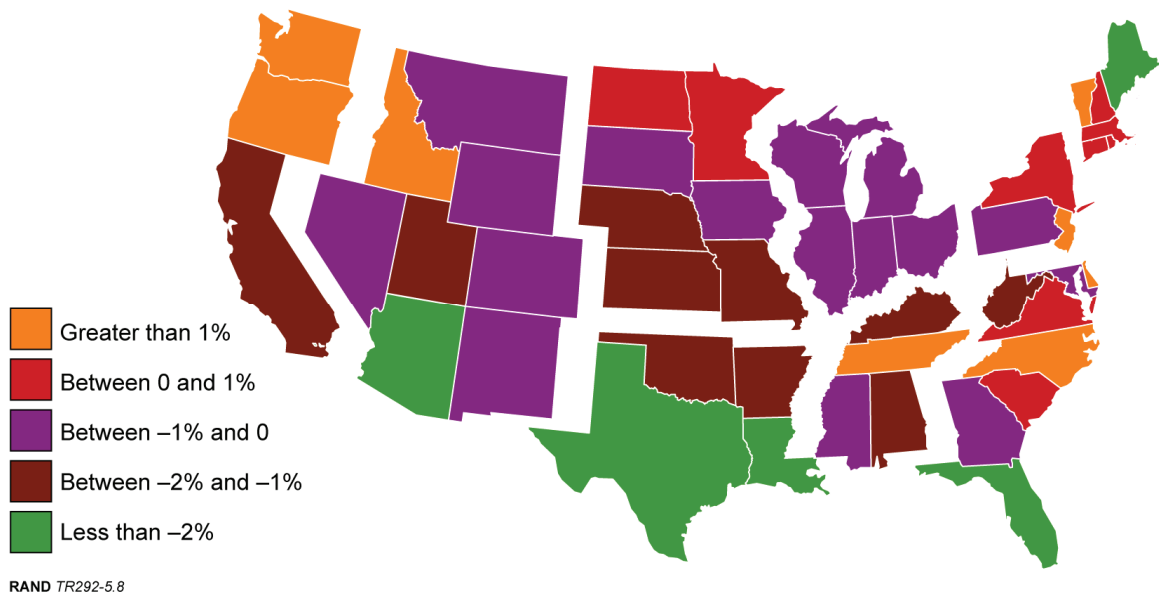 Greater than 1%
Between 0 and 1%
Between –1% and 0
Between –2% and –1%
Less than –2%
RAND TR292-5.8